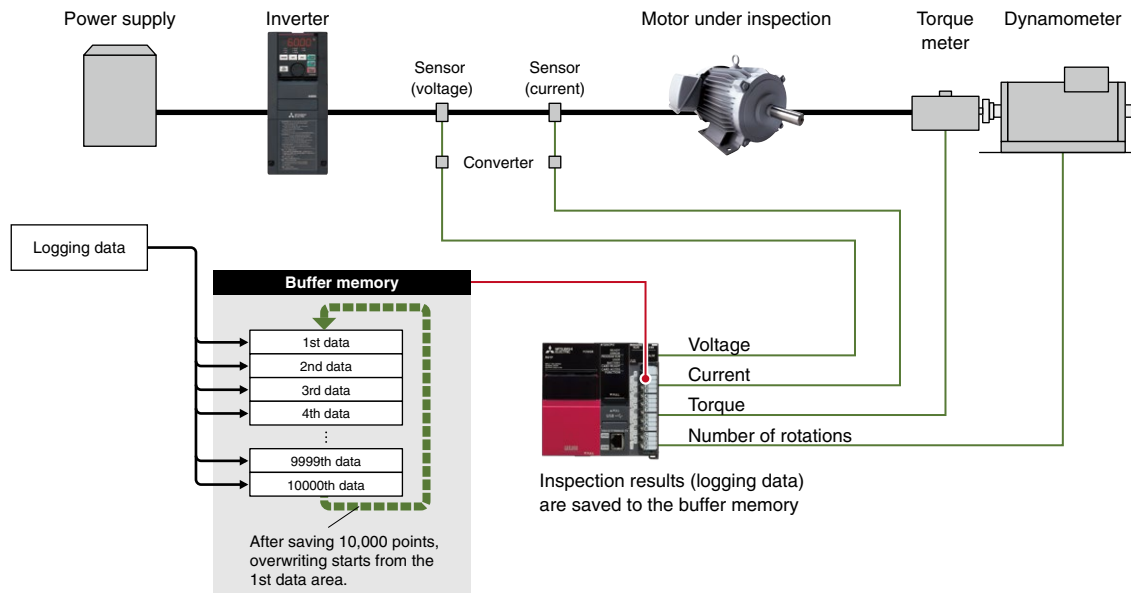 Power supply
Inverter
Motor under inspection
Torque
meter
Dynamometer
Sensor
(voltage)
Sensor
(current)
Converter
Logging data
Buffer memory
1st data
2nd data
3rd data
4th data
⋮
9999th data
10000th data
After saving 10,000 points,
overwriting starts from the
1st data area.
Voltage
Current
Torque
Number of rotations
Inspection results (logging data)
are saved to the buffer memory